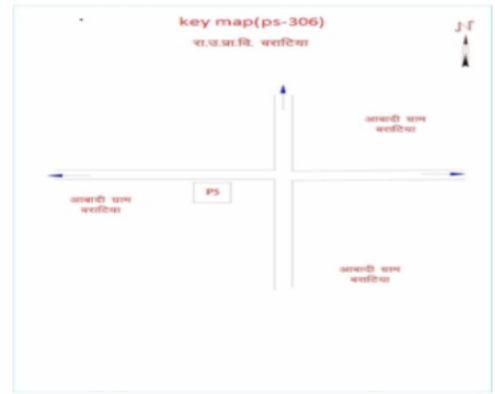 key map(ps-306)
रा.उ.प्रा.वि. बराटिया
N
आबादी ग्राम
बराटिया
PS
आबादी ग्राम
बराटिया
आबादी ग्राम
बराटिया